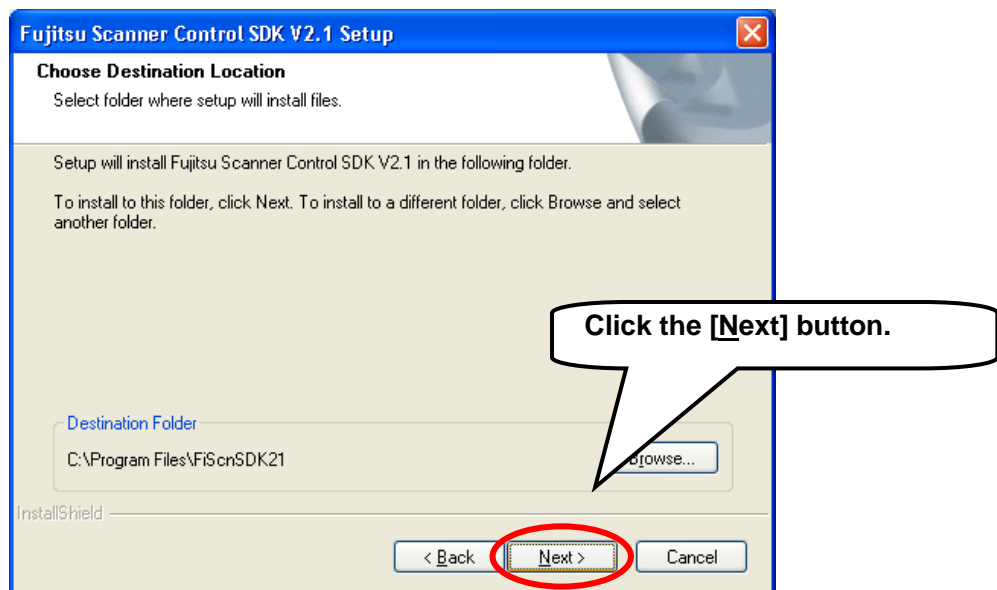 Fujitsu Scanner Control SDK V2.1 Setup
Choose Destination Location
Select folder where setup will install files.
Setup will install Fujitsu Scanner Control SDK V2.1 in the following folder.
To install to this folder, click Next. To install to a different folder, click Browse and select
another folder.
Click the [Next] button.
Destination Folder
C:\Program Files\FiScnSDK21
Browse...
InstallShield
< Back
Next >
Cancel